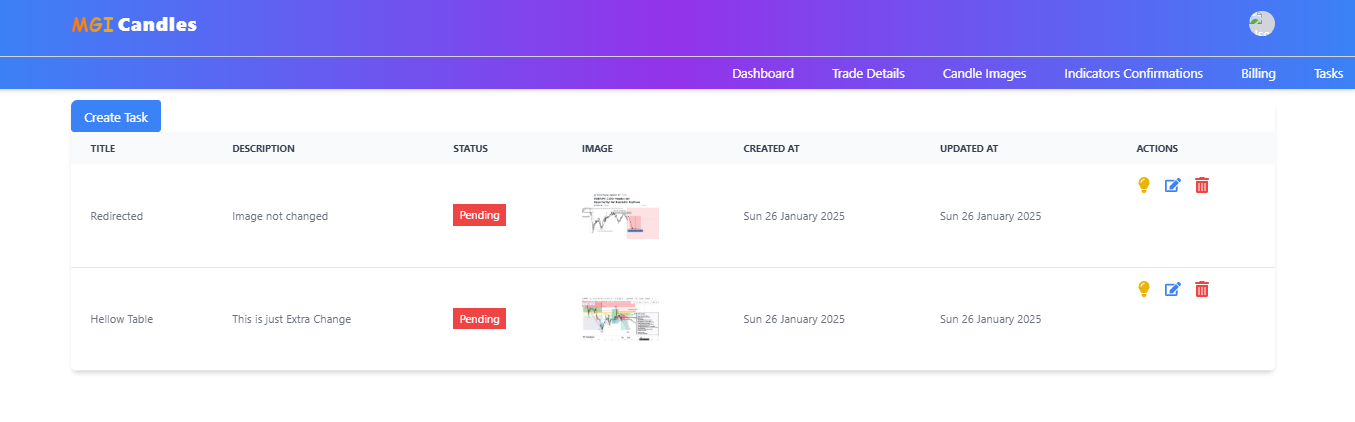 MGI Candles
Dashboard Trade Details Candle Images Indicators Confirmations Billing Tasks
Create Task
TITLE DESCRIPTION STATUS IMAGE CREATED AT UPDATED AT ACTIONS
Redirected Image not changed Pending Sun 26 January 2025 Sun 26 January 2025
Hellow Table This is just Extra Change Pending Sun 26 January 2025 Sun 26 January 2025